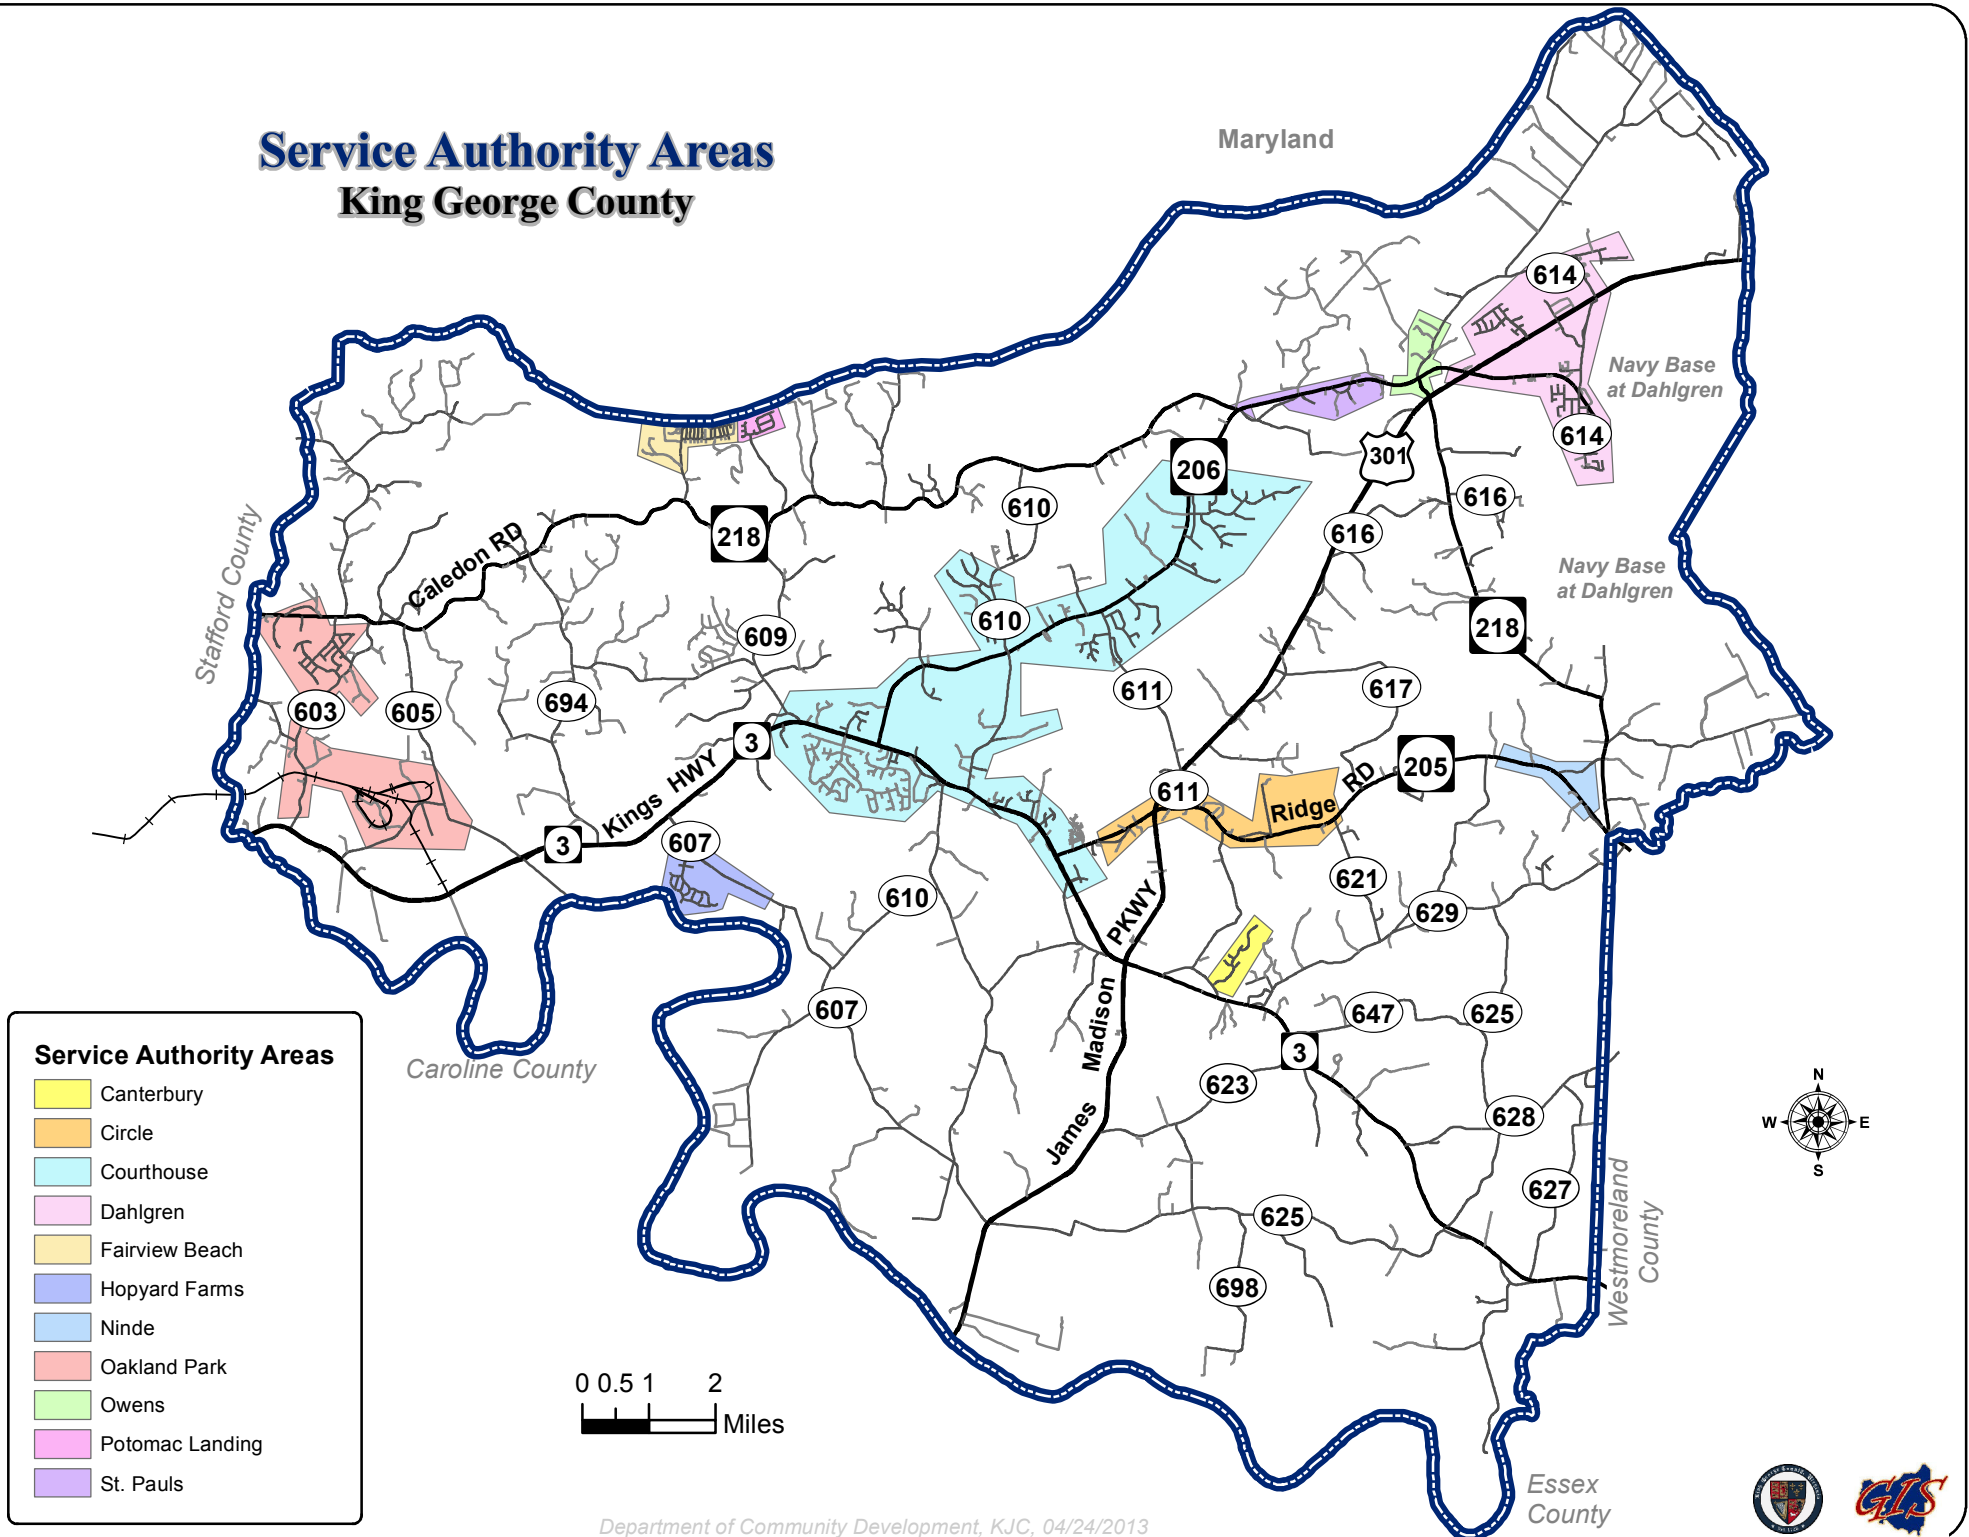 Service Authority Areas
King George County
Maryland
614
Navy Base
at Dahlgren
614
301
206
616
610
616
218
Caledon RD
Stafford County
Navy Base
at Dahlgren
610
609
218
611
617
603
605
694
3
Kings HWY
205
RD
Ridge
611
3
607
610
621
629
PKWY
607
Madison
647
625
3
Caroline County
623
628
James
627
625
Westmoreland
County
698
N
W
E
S
Service Authority Areas
Canterbury
Circle
Courthouse
Dahlgren
Fairview Beach
Hopyard Farms
Ninde
Oakland Park
Owens
Potomac Landing
St. Pauls
0 0.5 1 2
Miles
Essex
County
GIS
Department of Community Development, KJC, 04/24/2013